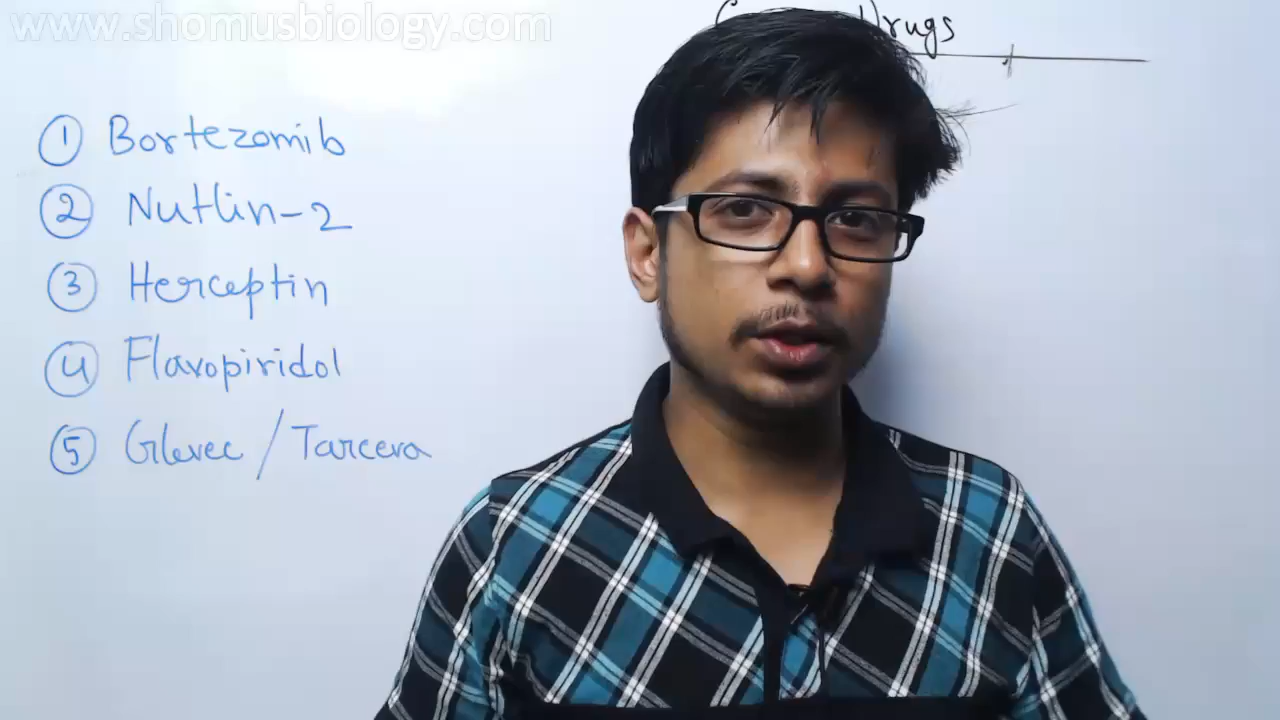 www.shomusbiology.com
Drugs
① Bortezomib
② Nutlin-2
③ Herceptin
④ Flavopiridol
⑤ Glevec / Tarceva